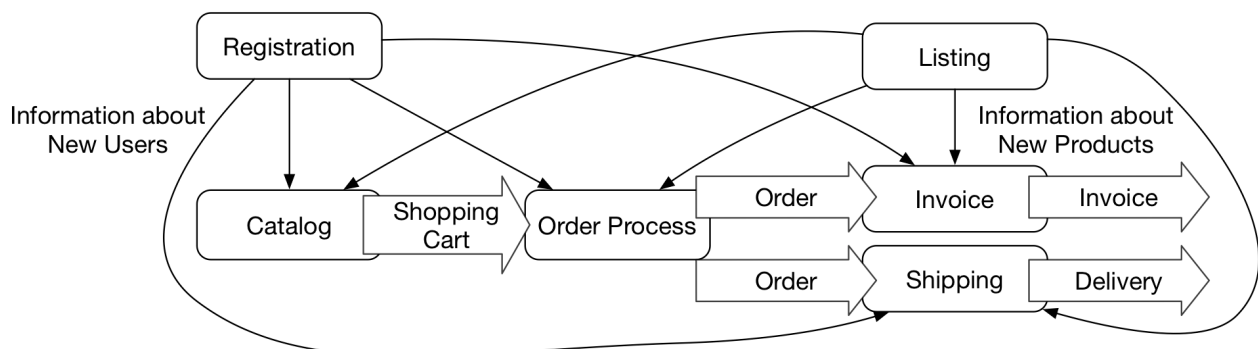 Registration
Listing
Information about
New Users
Information about
New Products
Catalog
Shopping
Cart
Order Process
Order
Invoice
Invoice
Order
Shipping
Delivery